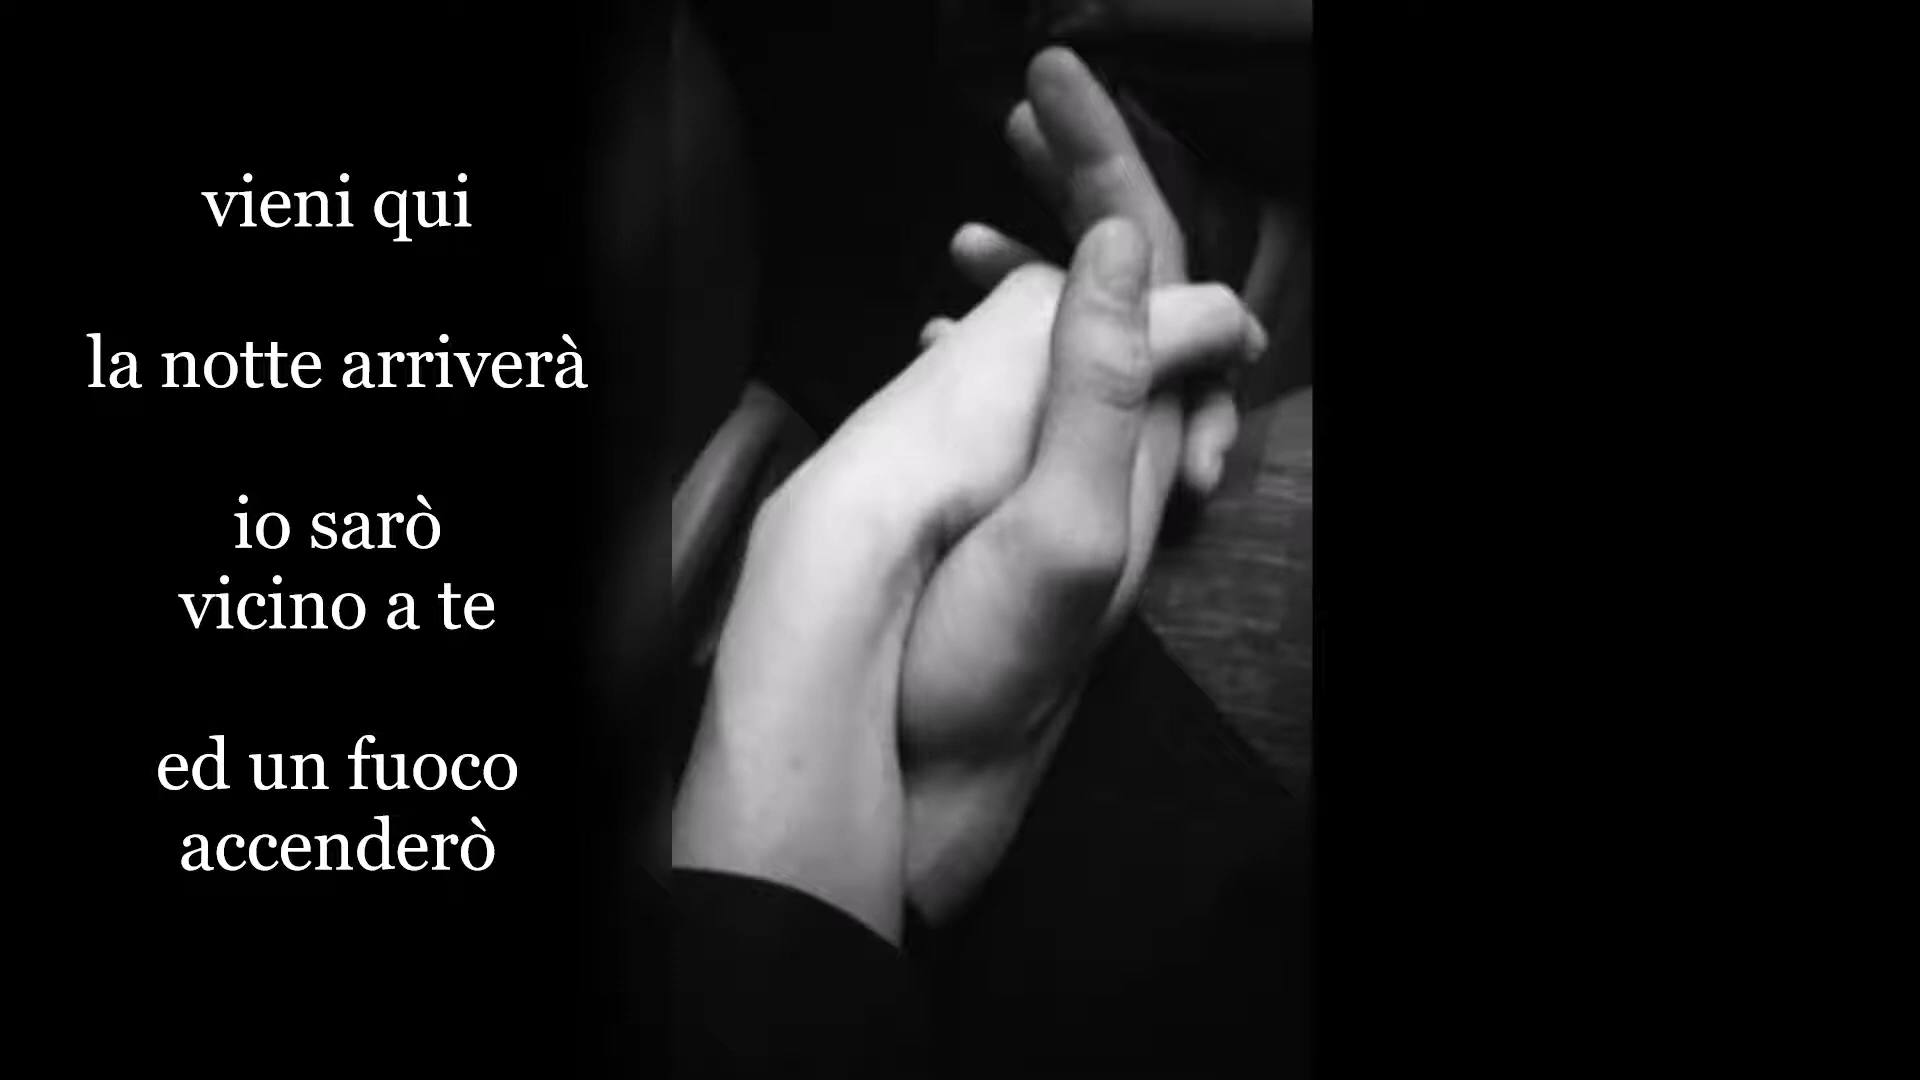 vieni qui
la notte arriverà
io sarò
vicino a te
ed un fuoco
accenderò